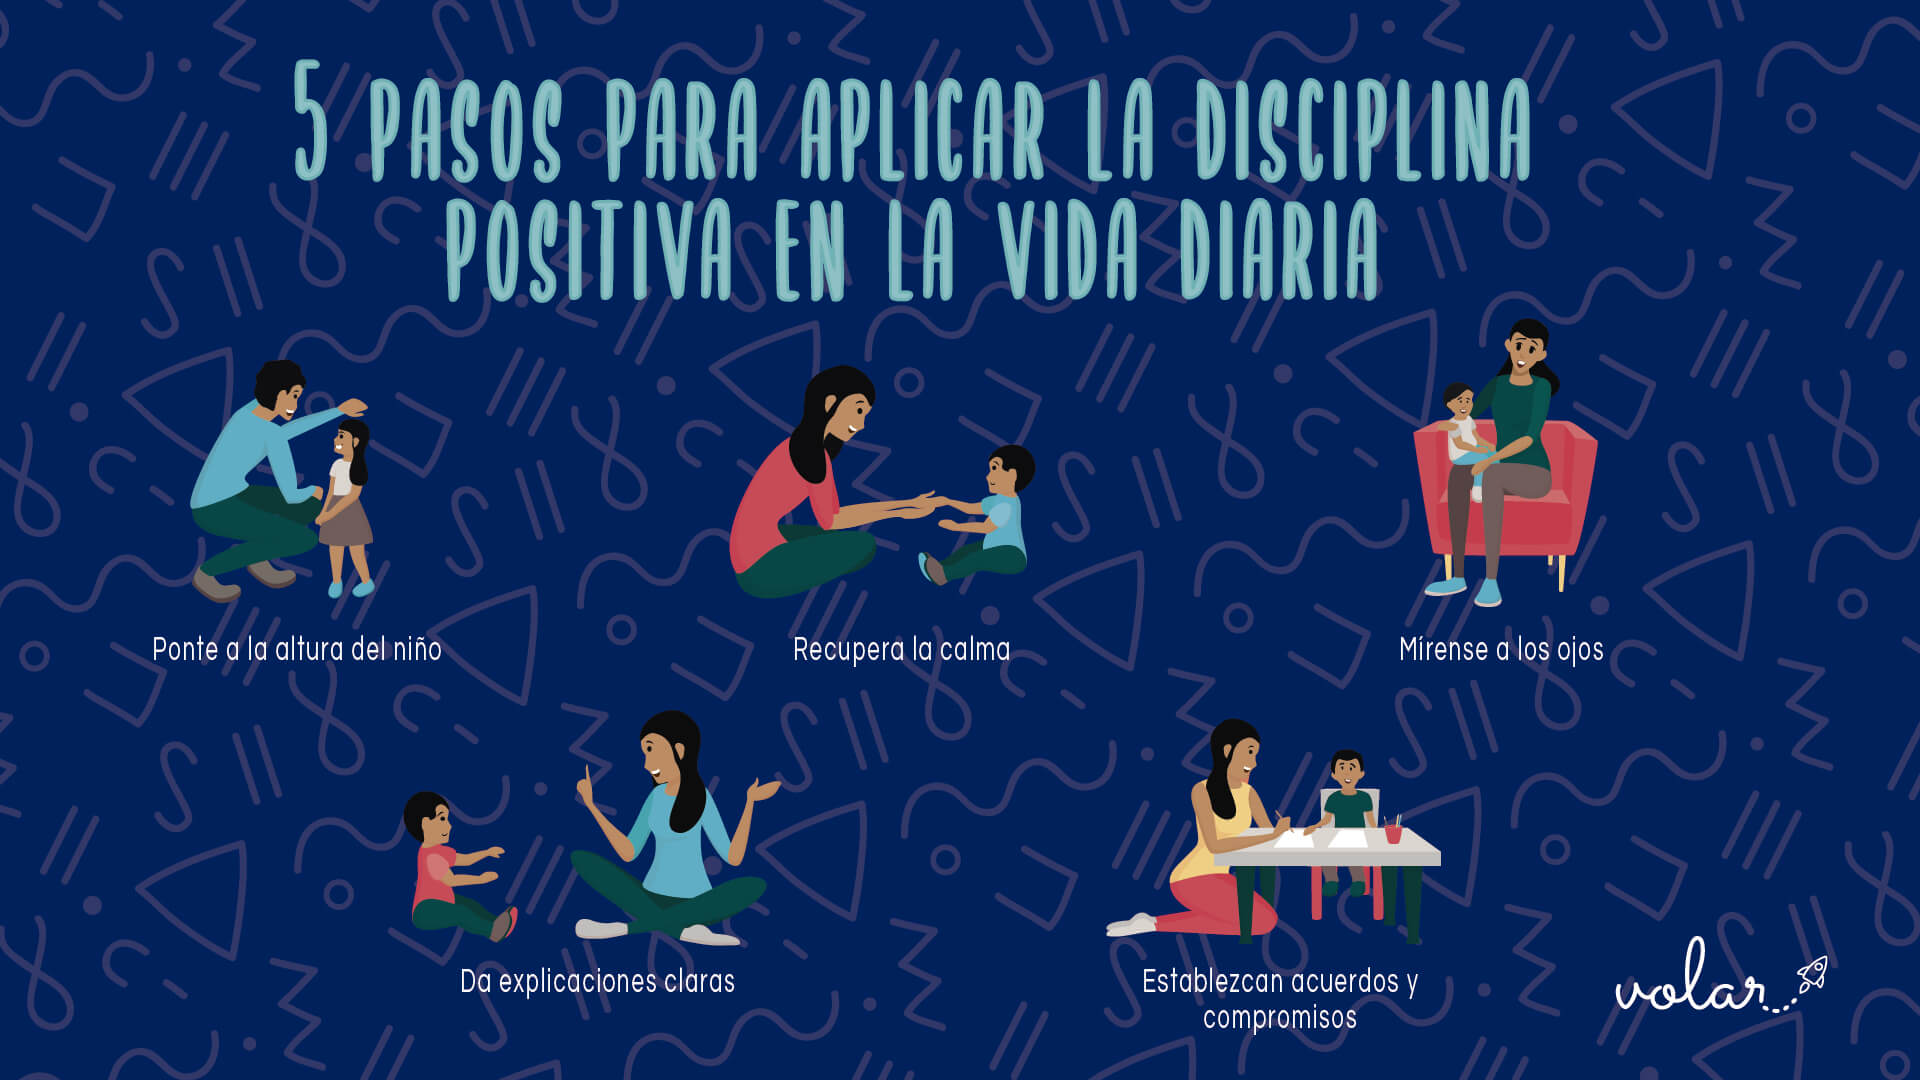 5 PASOS PARA APLICAR LA DISCIPLINA
POSITIVA EN LA VIDA DIARIA
Ponte a la altura del niño
Recupera la calma
Mírense a los ojos
Da explicaciones claras
Establezcan acuerdos y
compromisos
volar